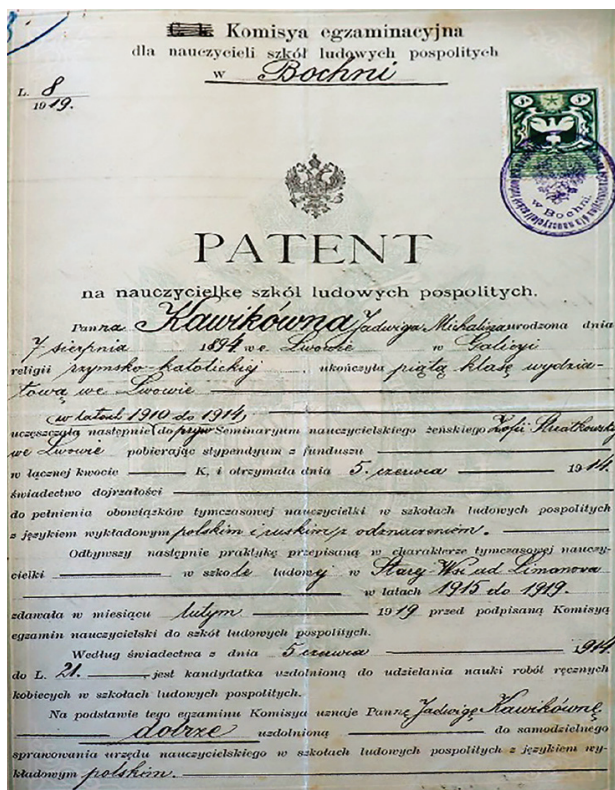 C. k. Komisya egzaminacyjna
dla nauczycieli szkół ludowych pospolitych
w Bochni
L. 8
1919.
w Bochni
PATENT
na nauczycielkę szkół ludowych pospolitych.
Panna Kawikówna Jadwiga Michalina urodzona dnia
7 sierpnia 1894 we Lwowie w Galicyi
religii rzymsko-katolickiej, ukończyła piątą klasę wydzia-
łową we Lwowie
w latach 1910 do 1914,
uczęszczała następnie do pryw Seminaryum nauczycielskiego żeńskiego Zofii Strzałkowskiej
we Lwowie pobierając stypendyum z funduszu
w łącznej kwocie K, i otrzymała dnia 5. czerwca 1914.
świadectwo dojrzałości
do pełnienia obowiązków tymczasowej nauczycielki w szkołach ludowych pospolitych
z językiem wykładowym polskim i ruskim z odznaczeniem.
Odbywszy następnie praktykę przepisaną w charakterze tymczasowej nauczy-
cielki w szkole ludowej w Starej Wsi ad Limanova
w latach 1915 do 1919.
zdawała w miesiącu lutym 1919 przed podpisaną Komisyą
egzamin nauczycielski do szkół ludowych pospolitych.
Według świadectwa z dnia 5 czerwca 1914.
do L. 21. jest kandydatka uzdolnioną do udzielania nauki robót ręcznych
kobiecych w szkołach ludowych pospolitych.
Na podstawie tego egzaminu Komisya uznaje Pannę Jadwigę Kawikównę
dobrze uzdolnioną do samodzielnego
sprawowania urzędu nauczycielskiego w szkołach ludowych pospolitych z językiem wy-
kładowym polskim.